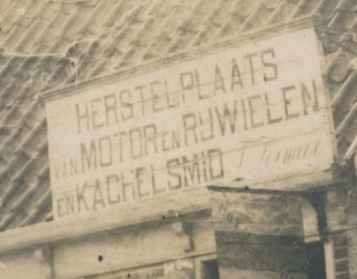 HERSTELPLAATS
VAN MOTOR EN RIJWIELEN
EN KACHELSMID